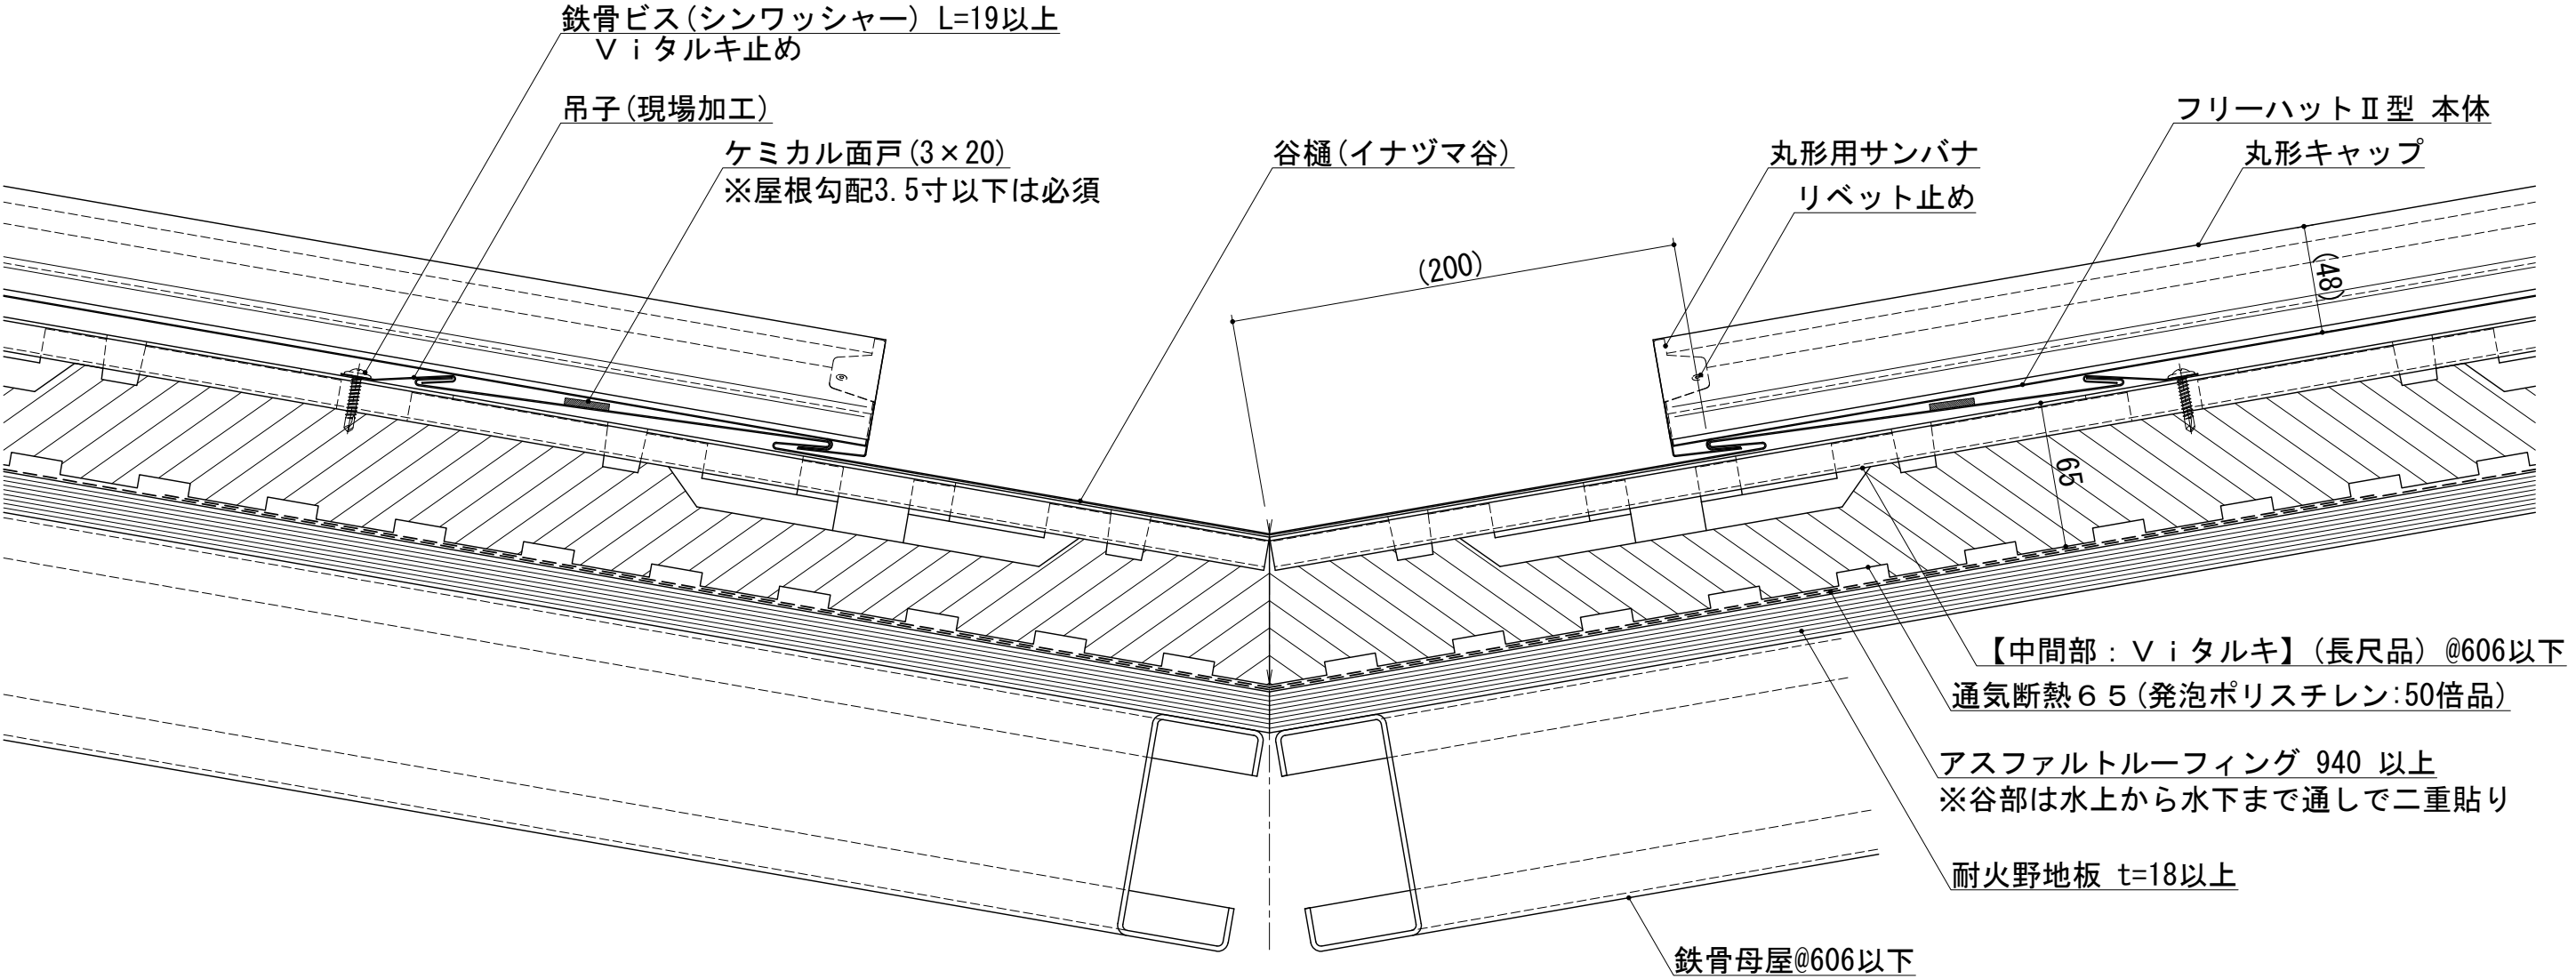 鉄骨ビス(シンワッシャー) L=19以上
Ｖｉタルキ止め
吊子(現場加工)
ケミカル面戸(3×20)
※屋根勾配3.5寸以下は必須
谷樋(イナヅマ谷)
丸形用サンバナ
リベット止め
フリーハットⅡ型 本体
丸形キャップ
(200)
(48)
65
【中間部：Ｖｉタルキ】(長尺品) @606以下
通気断熱６５(発泡ポリスチレン:50倍品)
アスファルトルーフィング 940 以上
※谷部は水上から水下まで通しで二重貼り
耐火野地板 t=18以上
鉄骨母屋@606以下